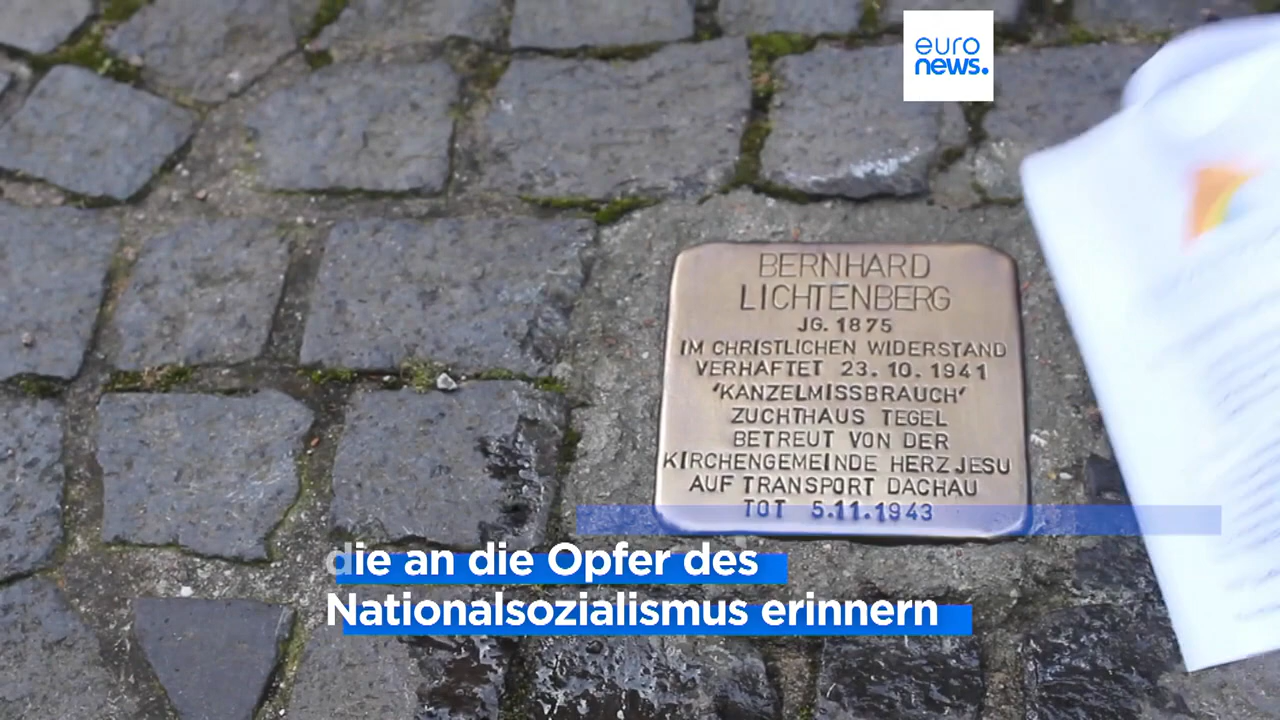 euro
news.
BERNHARD
LICHTENBERG
JG. 1875
IM CHRISTLICHEN WIDERSTAND
VERHAFTET 23.10.1941
'KANZELMISSBRAUCH'
ZUCHTHAUS TEGEL
BETREUT VON DER
KIRCHENGEMEINDE HERZ JESU
AUF TRANSPORT DACHAU
TOT 5.11.1943
die an die Opfer des
Nationalsozialismus erinnern